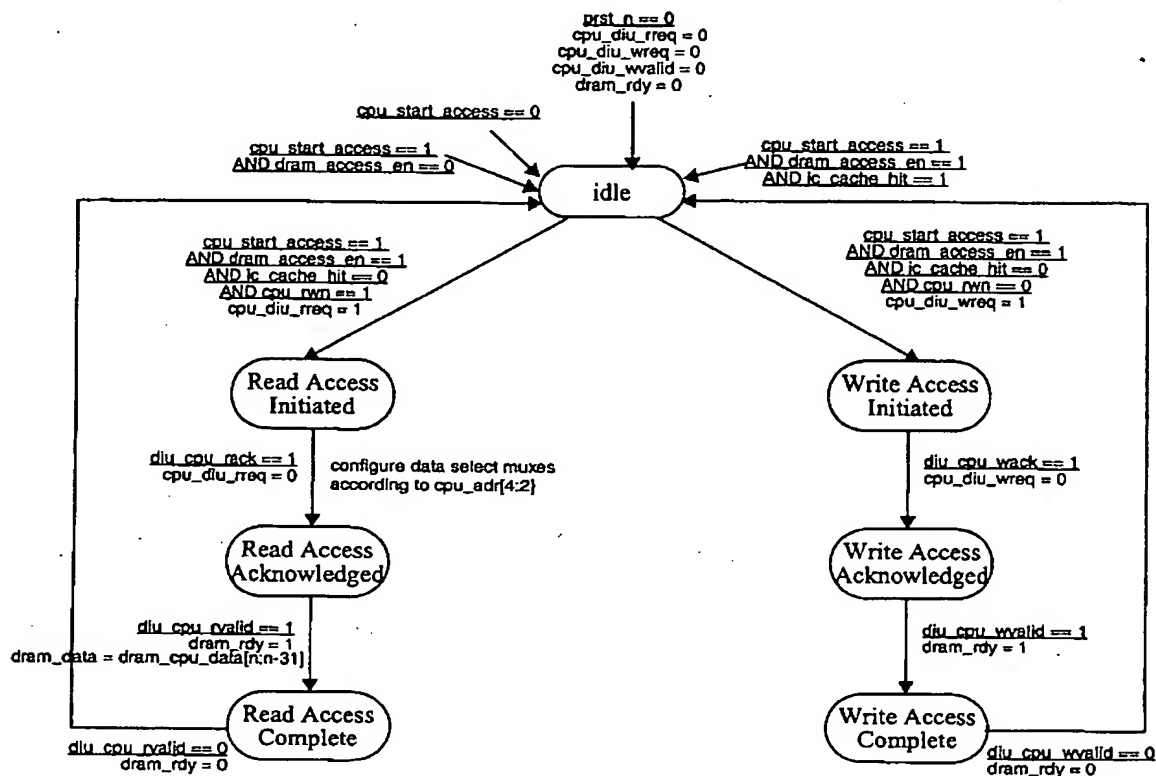 prst_n == 0
cpu_diu_rreq = 0
cpu_diu_wreq = 0
cpu_diu_wvalid = 0
dram_rdy = 0
cpu_start_access == 0
cpu_start_access == 1
AND dram_access_en == 0
cpu_start_access == 1
AND dram_access_en == 1
AND ic_cache_hit == 1
idle
cpu_start_access == 1
AND dram_access_en == 1
AND ic_cache_hit == 0
AND cpu_rwn == 1
cpu_diu_rreq = 1
cpu_start_access == 1
AND dram_access_en == 1
AND ic_cache_hit == 0
AND cpu_rwn == 0
cpu_diu_wreq = 1
Read Access
Initiated
Write Access
Initiated
diu_cpu_rack == 1
cpu_diu_rreq = 0
configure data select muxes
according to cpu_adr[4:2}
diu_cpu_wack == 1
cpu_diu_wreq = 0
Read Access
Acknowledged
Write Access
Acknowledged
diu_cpu_rvalid == 1
dram_rdy = 1
dram_data = dram_cpu_data[n:n-31]
diu_cpu_wvalid == 1
dram_rdy = 1
Read Access
Complete
Write Access
Complete
diu_cpu_rvalid == 0
dram_rdy = 0
diu_cpu_wvalid == 0
dram_rdy = 0